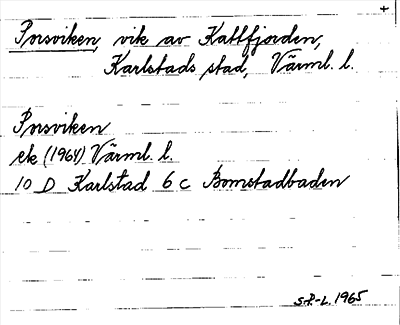 +
Porsviken, vik av Kattfjorden,
Karlstads stad, Värml. l.
Porsviken
ek (1964) Värml. l.
10 D Karlstad 6 c Bomstadbaden
S.P-L. 1965